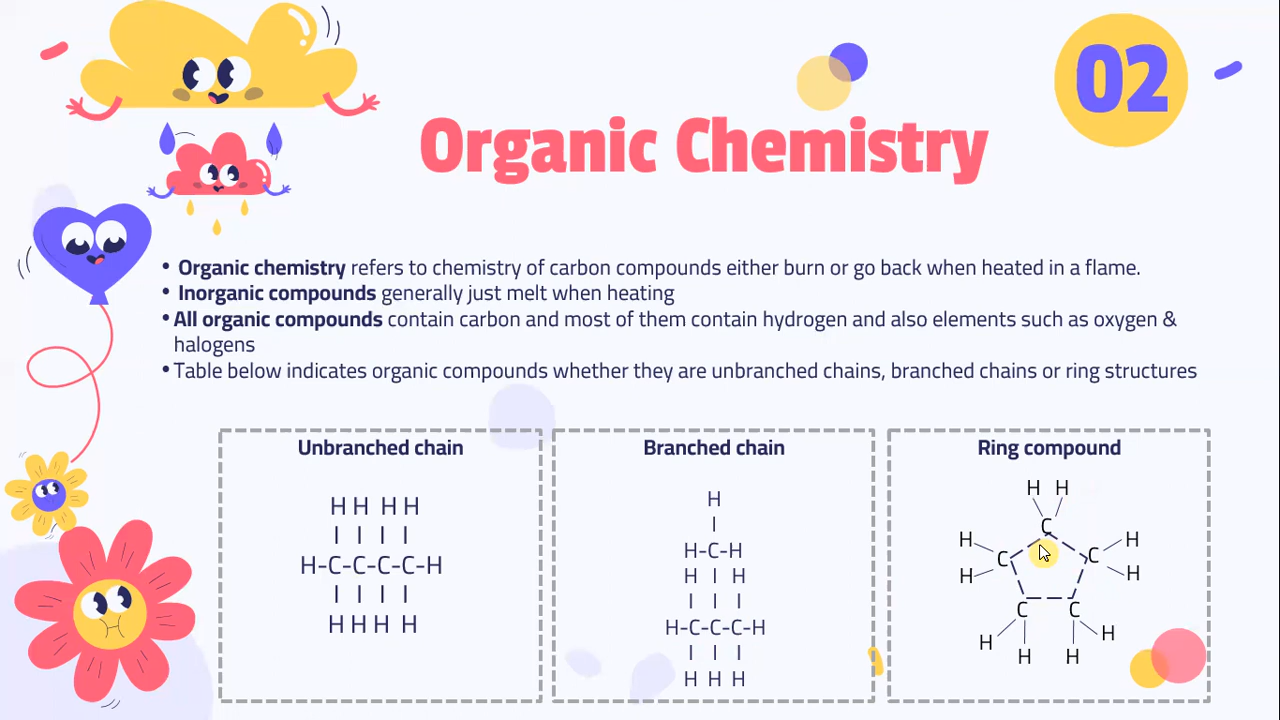 02
Organic Chemistry
• Organic chemistry refers to chemistry of carbon compounds either burn or go back when heated in a flame.
• Inorganic compounds generally just melt when heating
• All organic compounds contain carbon and most of them contain hydrogen and also elements such as oxygen &
halogens
• Table below indicates organic compounds whether they are unbranched chains, branched chains or ring structures
Unbranched chain
H H H H
I I I I
H-C-C-C-C-H
I I I I
H H H H
Branched chain
H
I
H-C-H
H I H
I I I
H-C-C-C-H
I I I
H H H
Ring compound
H H
C
H C C H
H H
C C
H H
H H